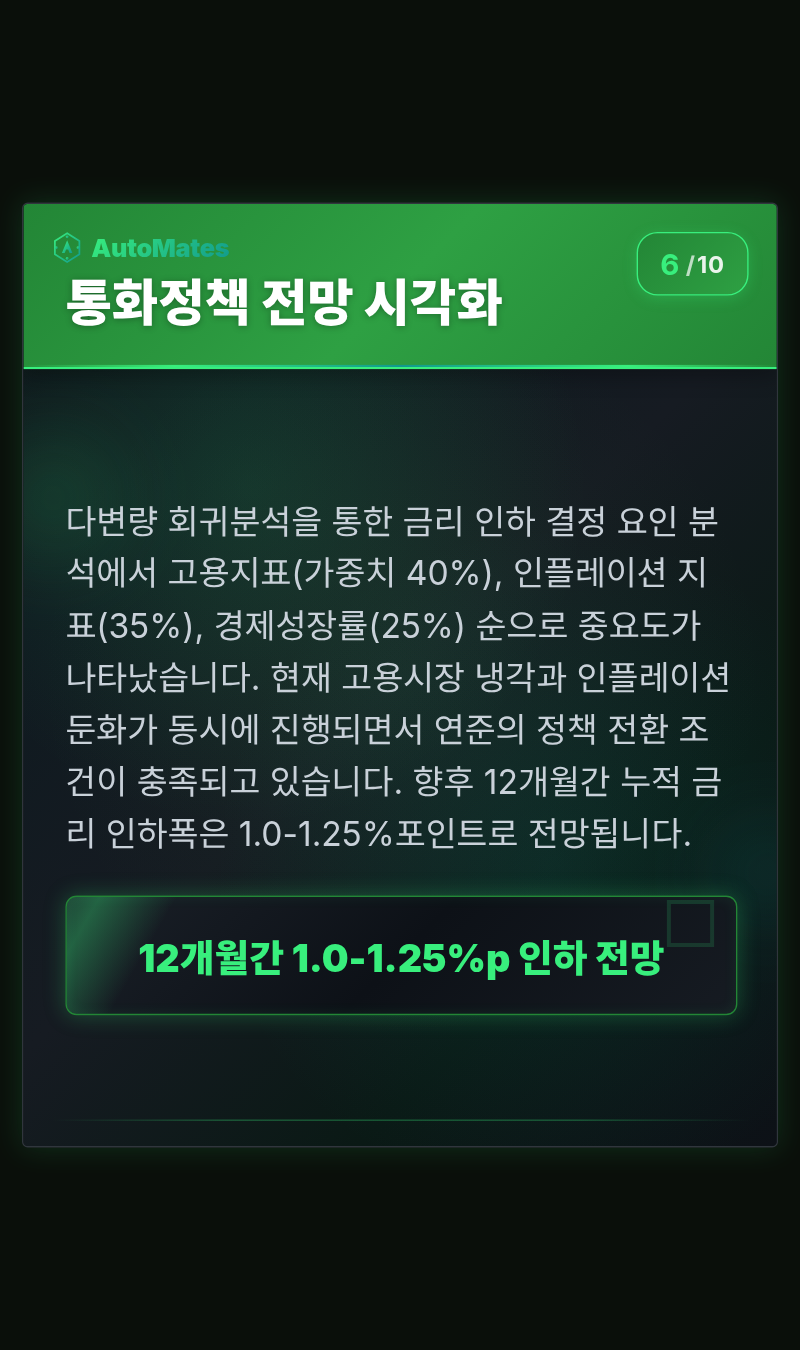 AutoMates
통화정책 전망 시각화
6 /10
다변량 회귀분석을 통한 금리 인하 결정 요인 분
석에서 고용지표(가중치 40%), 인플레이션 지
표(35%), 경제성장률(25%) 순으로 중요도가
나타났습니다. 현재 고용시장 냉각과 인플레이션
둔화가 동시에 진행되면서 연준의 정책 전환 조
건이 충족되고 있습니다. 향후 12개월간 누적 금
리 인하폭은 1.0-1.25%포인트로 전망됩니다.
12개월간 1.0-1.25%p 인하 전망